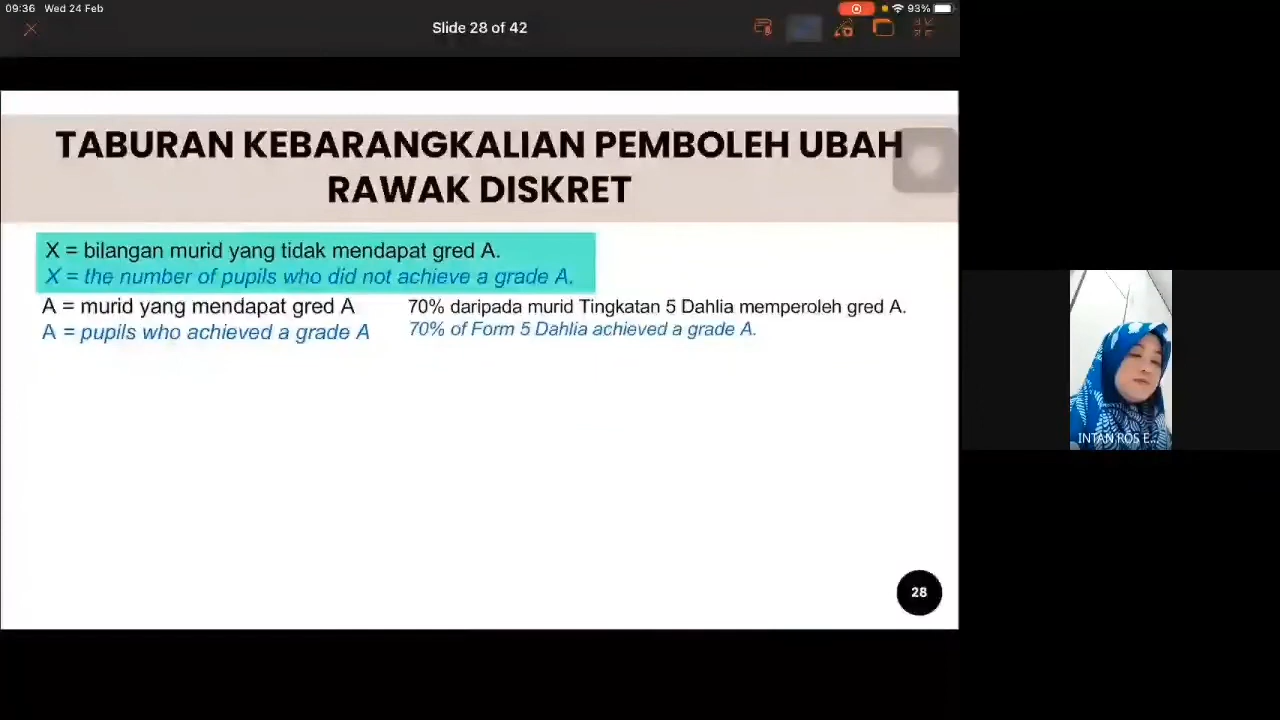 09:36 Wed 24 Feb
93%
Slide 28 of 42
TABURAN KEBARANGKALIAN PEMBOLEH UBAH
RAWAK DISKRET
X = bilangan murid yang tidak mendapat gred A.
X = the number of pupils who did not achieve a grade A.
A = murid yang mendapat gred A
A = pupils who achieved a grade A
70% daripada murid Tingkatan 5 Dahlia memperoleh gred A.
70% of Form 5 Dahlia achieved a grade A.
INTAN ROS E...
28